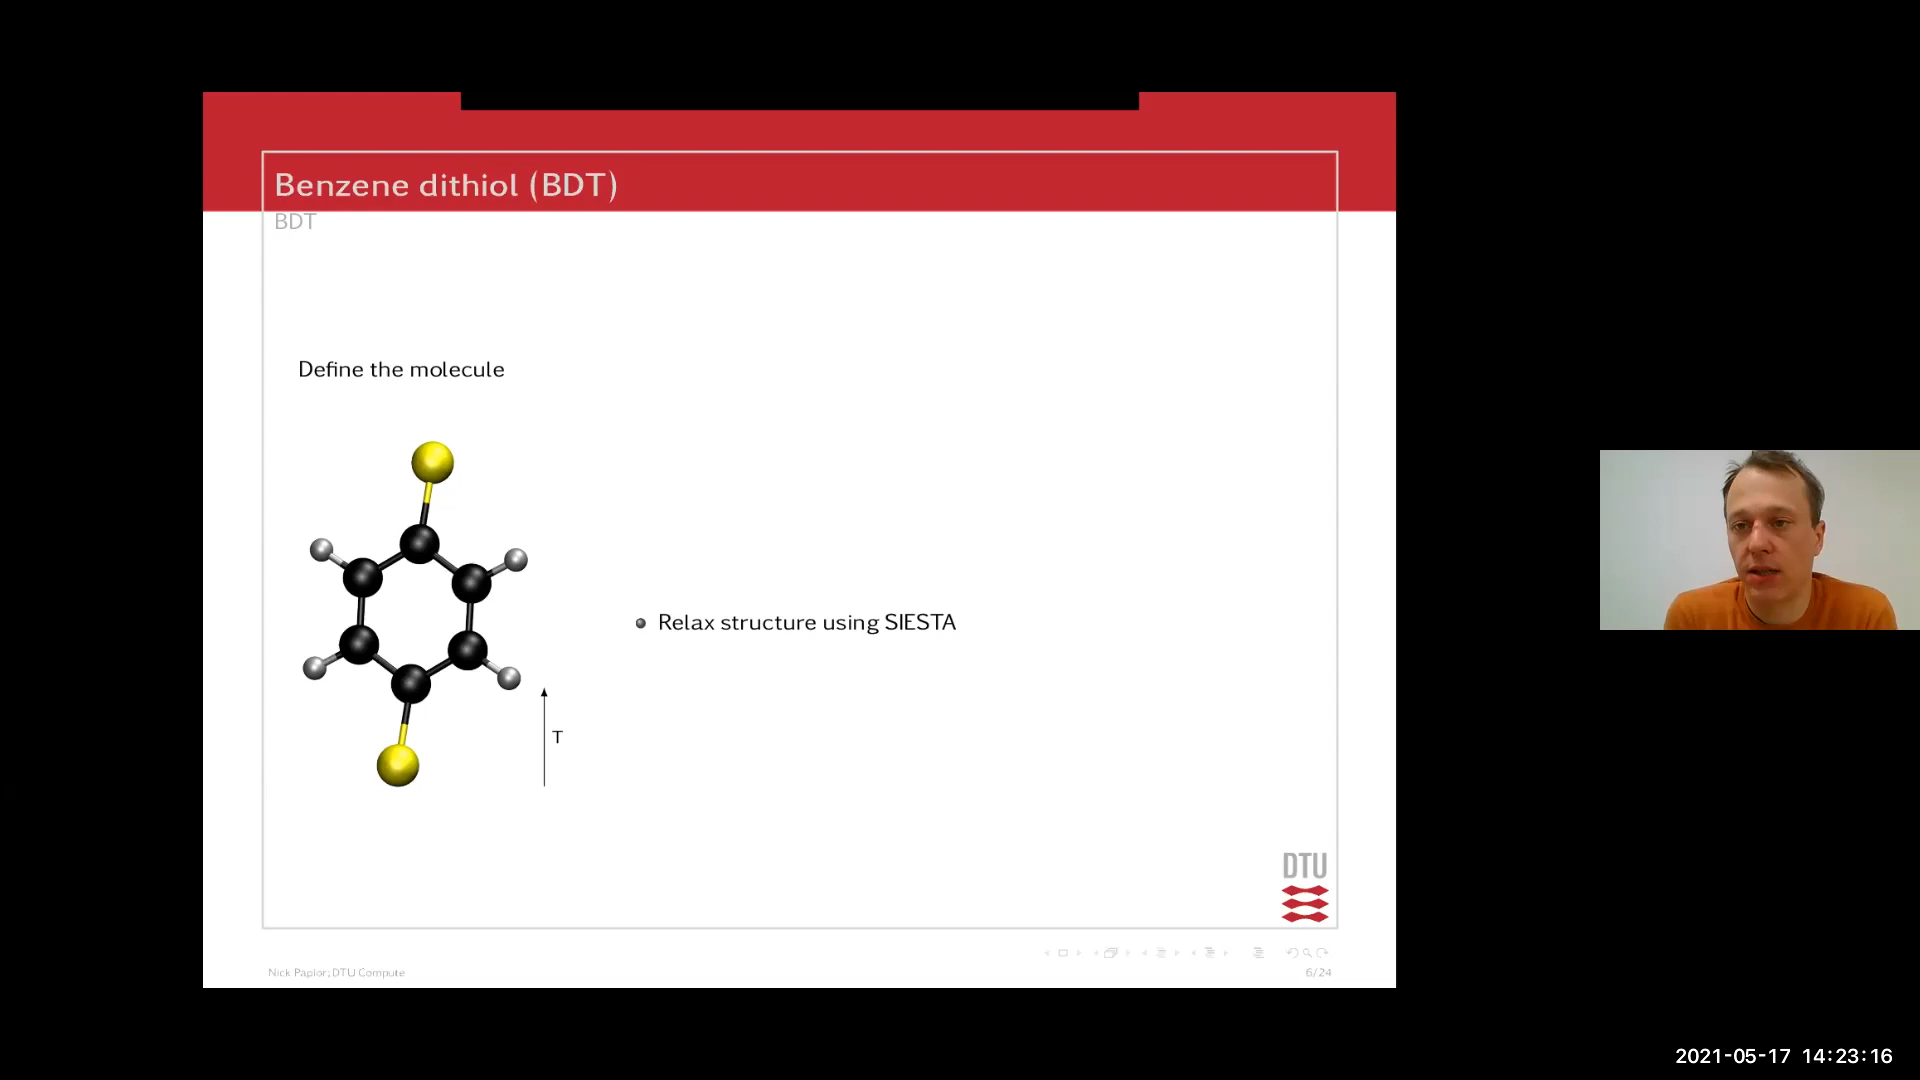 Benzene dithiol (BDT)
BDT
Define the molecule
Relax structure using SIESTA
T
DTU
Nick Papior; DTU Compute
6/24
2021-05-17 14:23:16